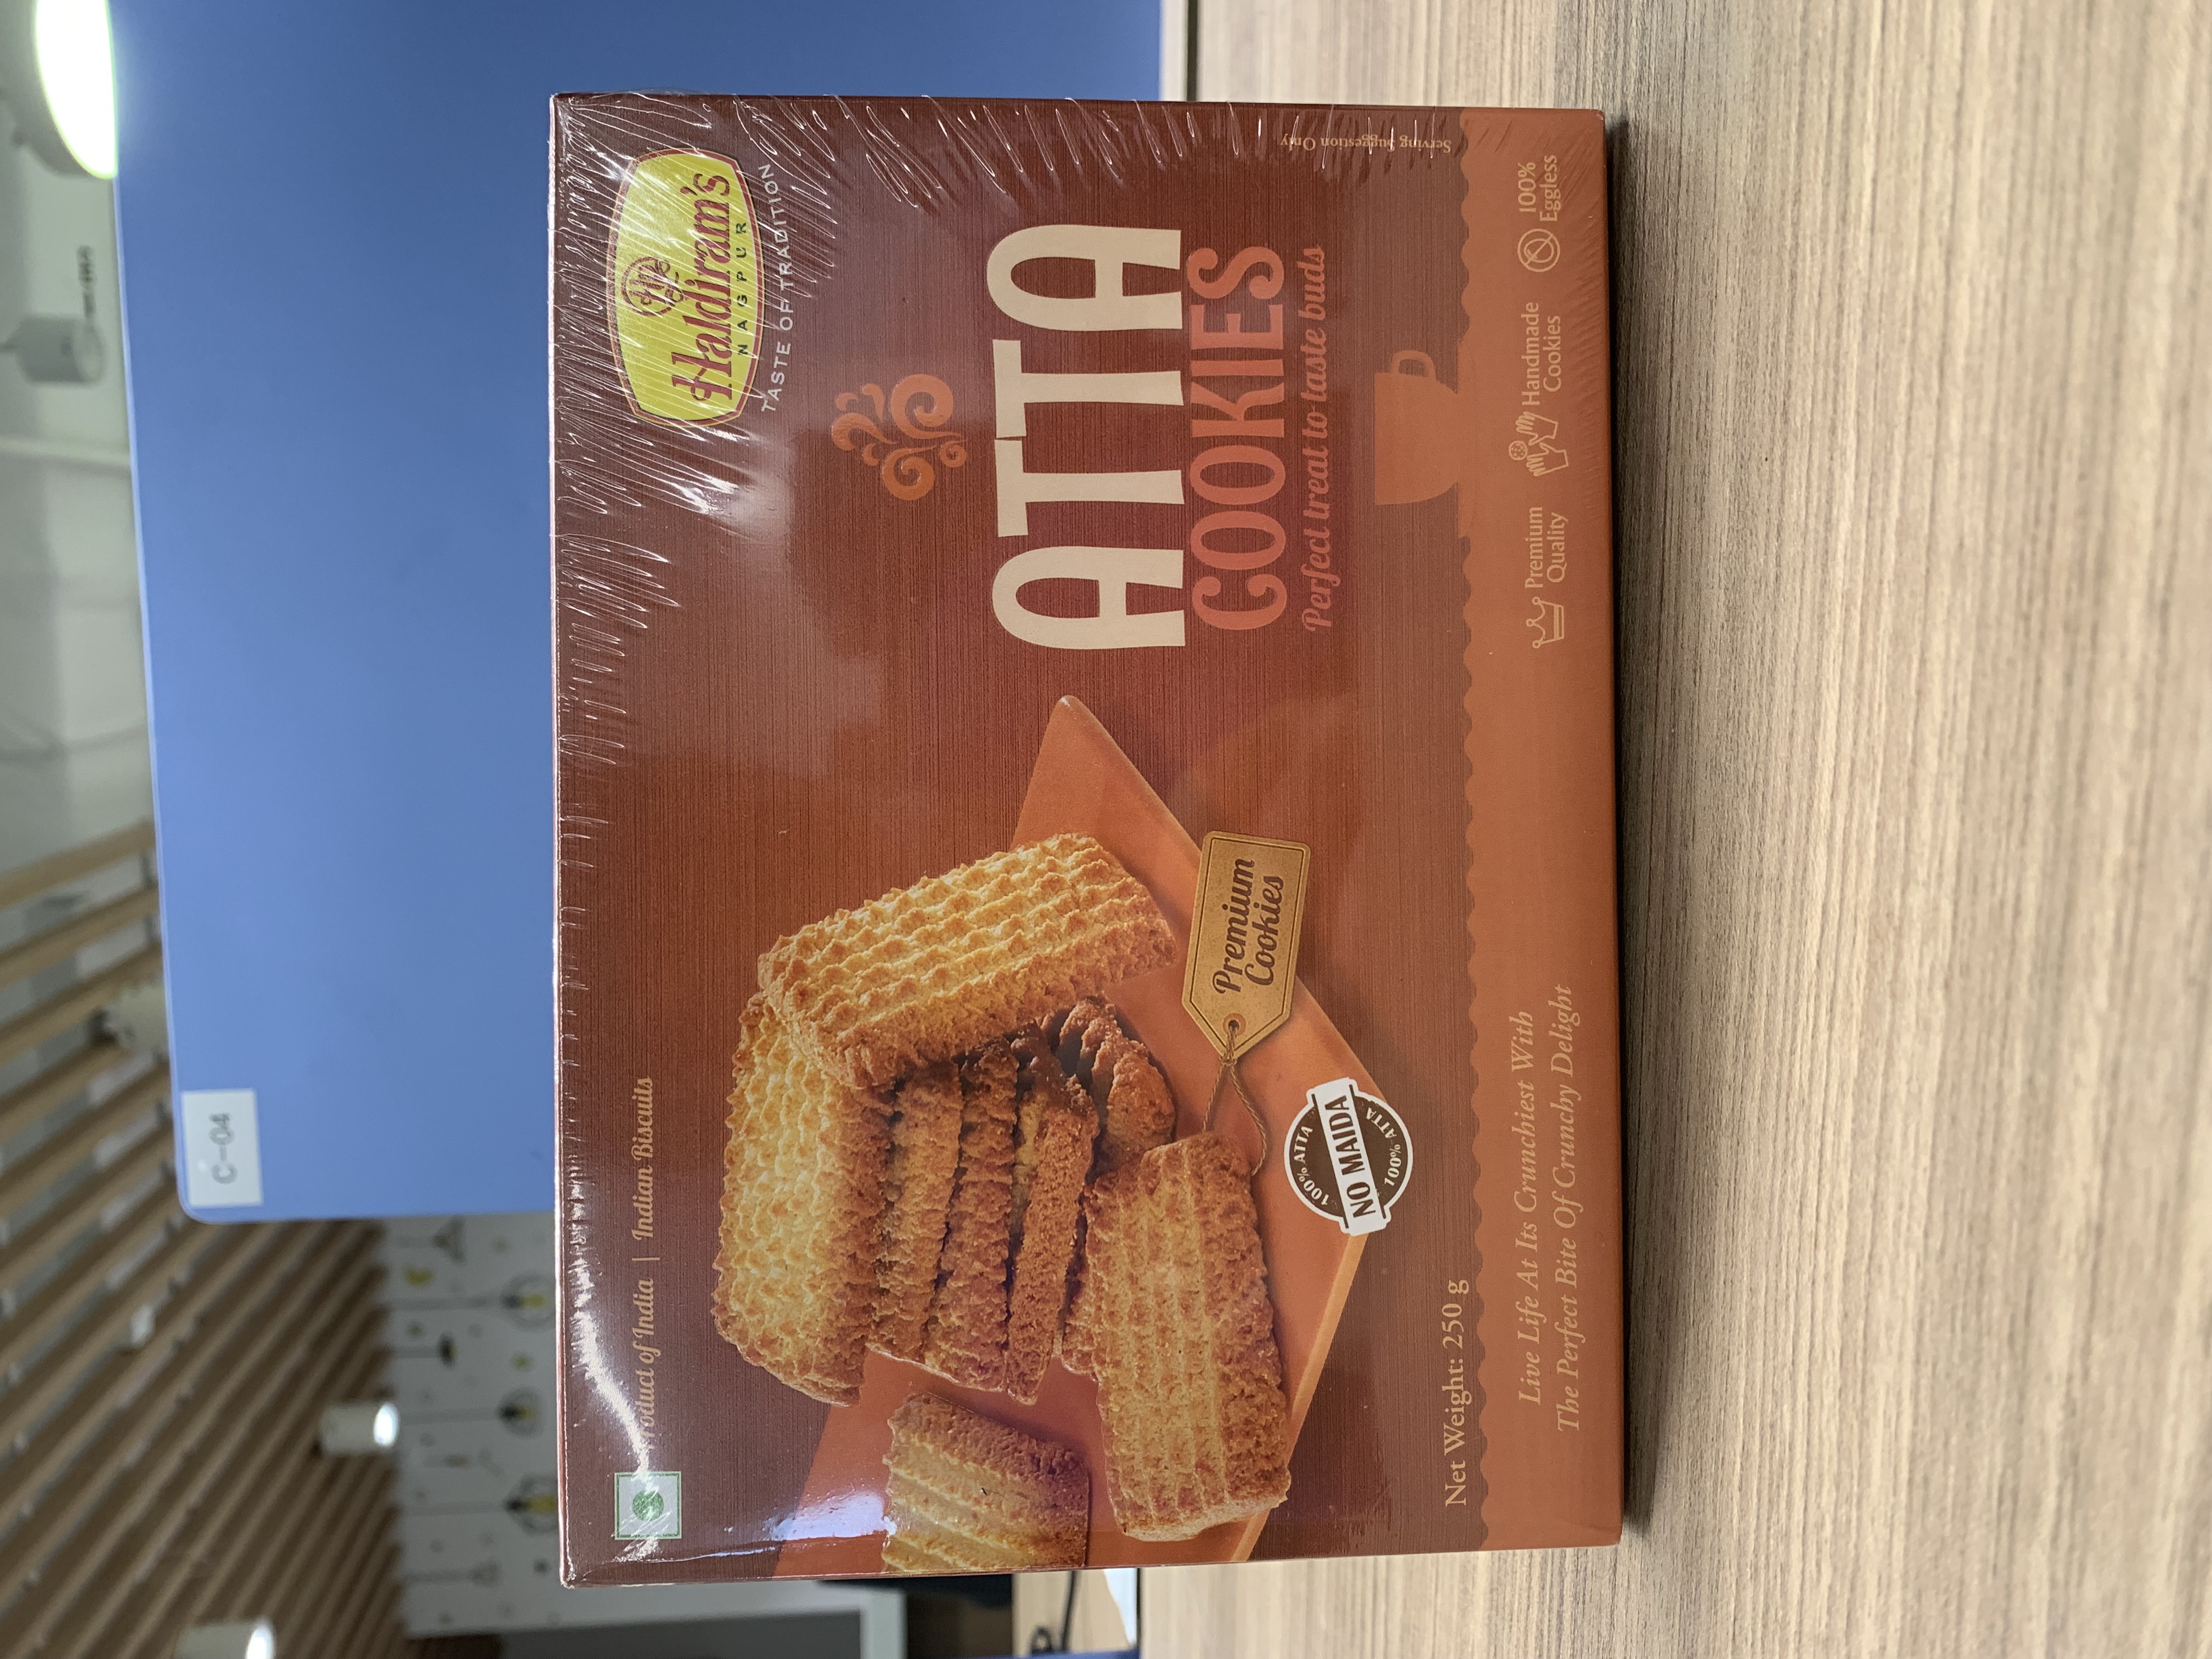 C-04
Product of India | Indian Biscuits
Haldiram's
NAGPUR
TASTE OF TRADITION
ATTA
COOKIES
Perfect treat to taste buds
Premium
Cookies
100% ATTA
NO MAIDA
100% ATTA
Serving Suggestion Only
Net Weight: 250 g
Live Life At Its Crunchiest With
The Perfect Bite Of Crunchy Delight
Premium
Quality
Handmade
Cookies
100%
Eggless